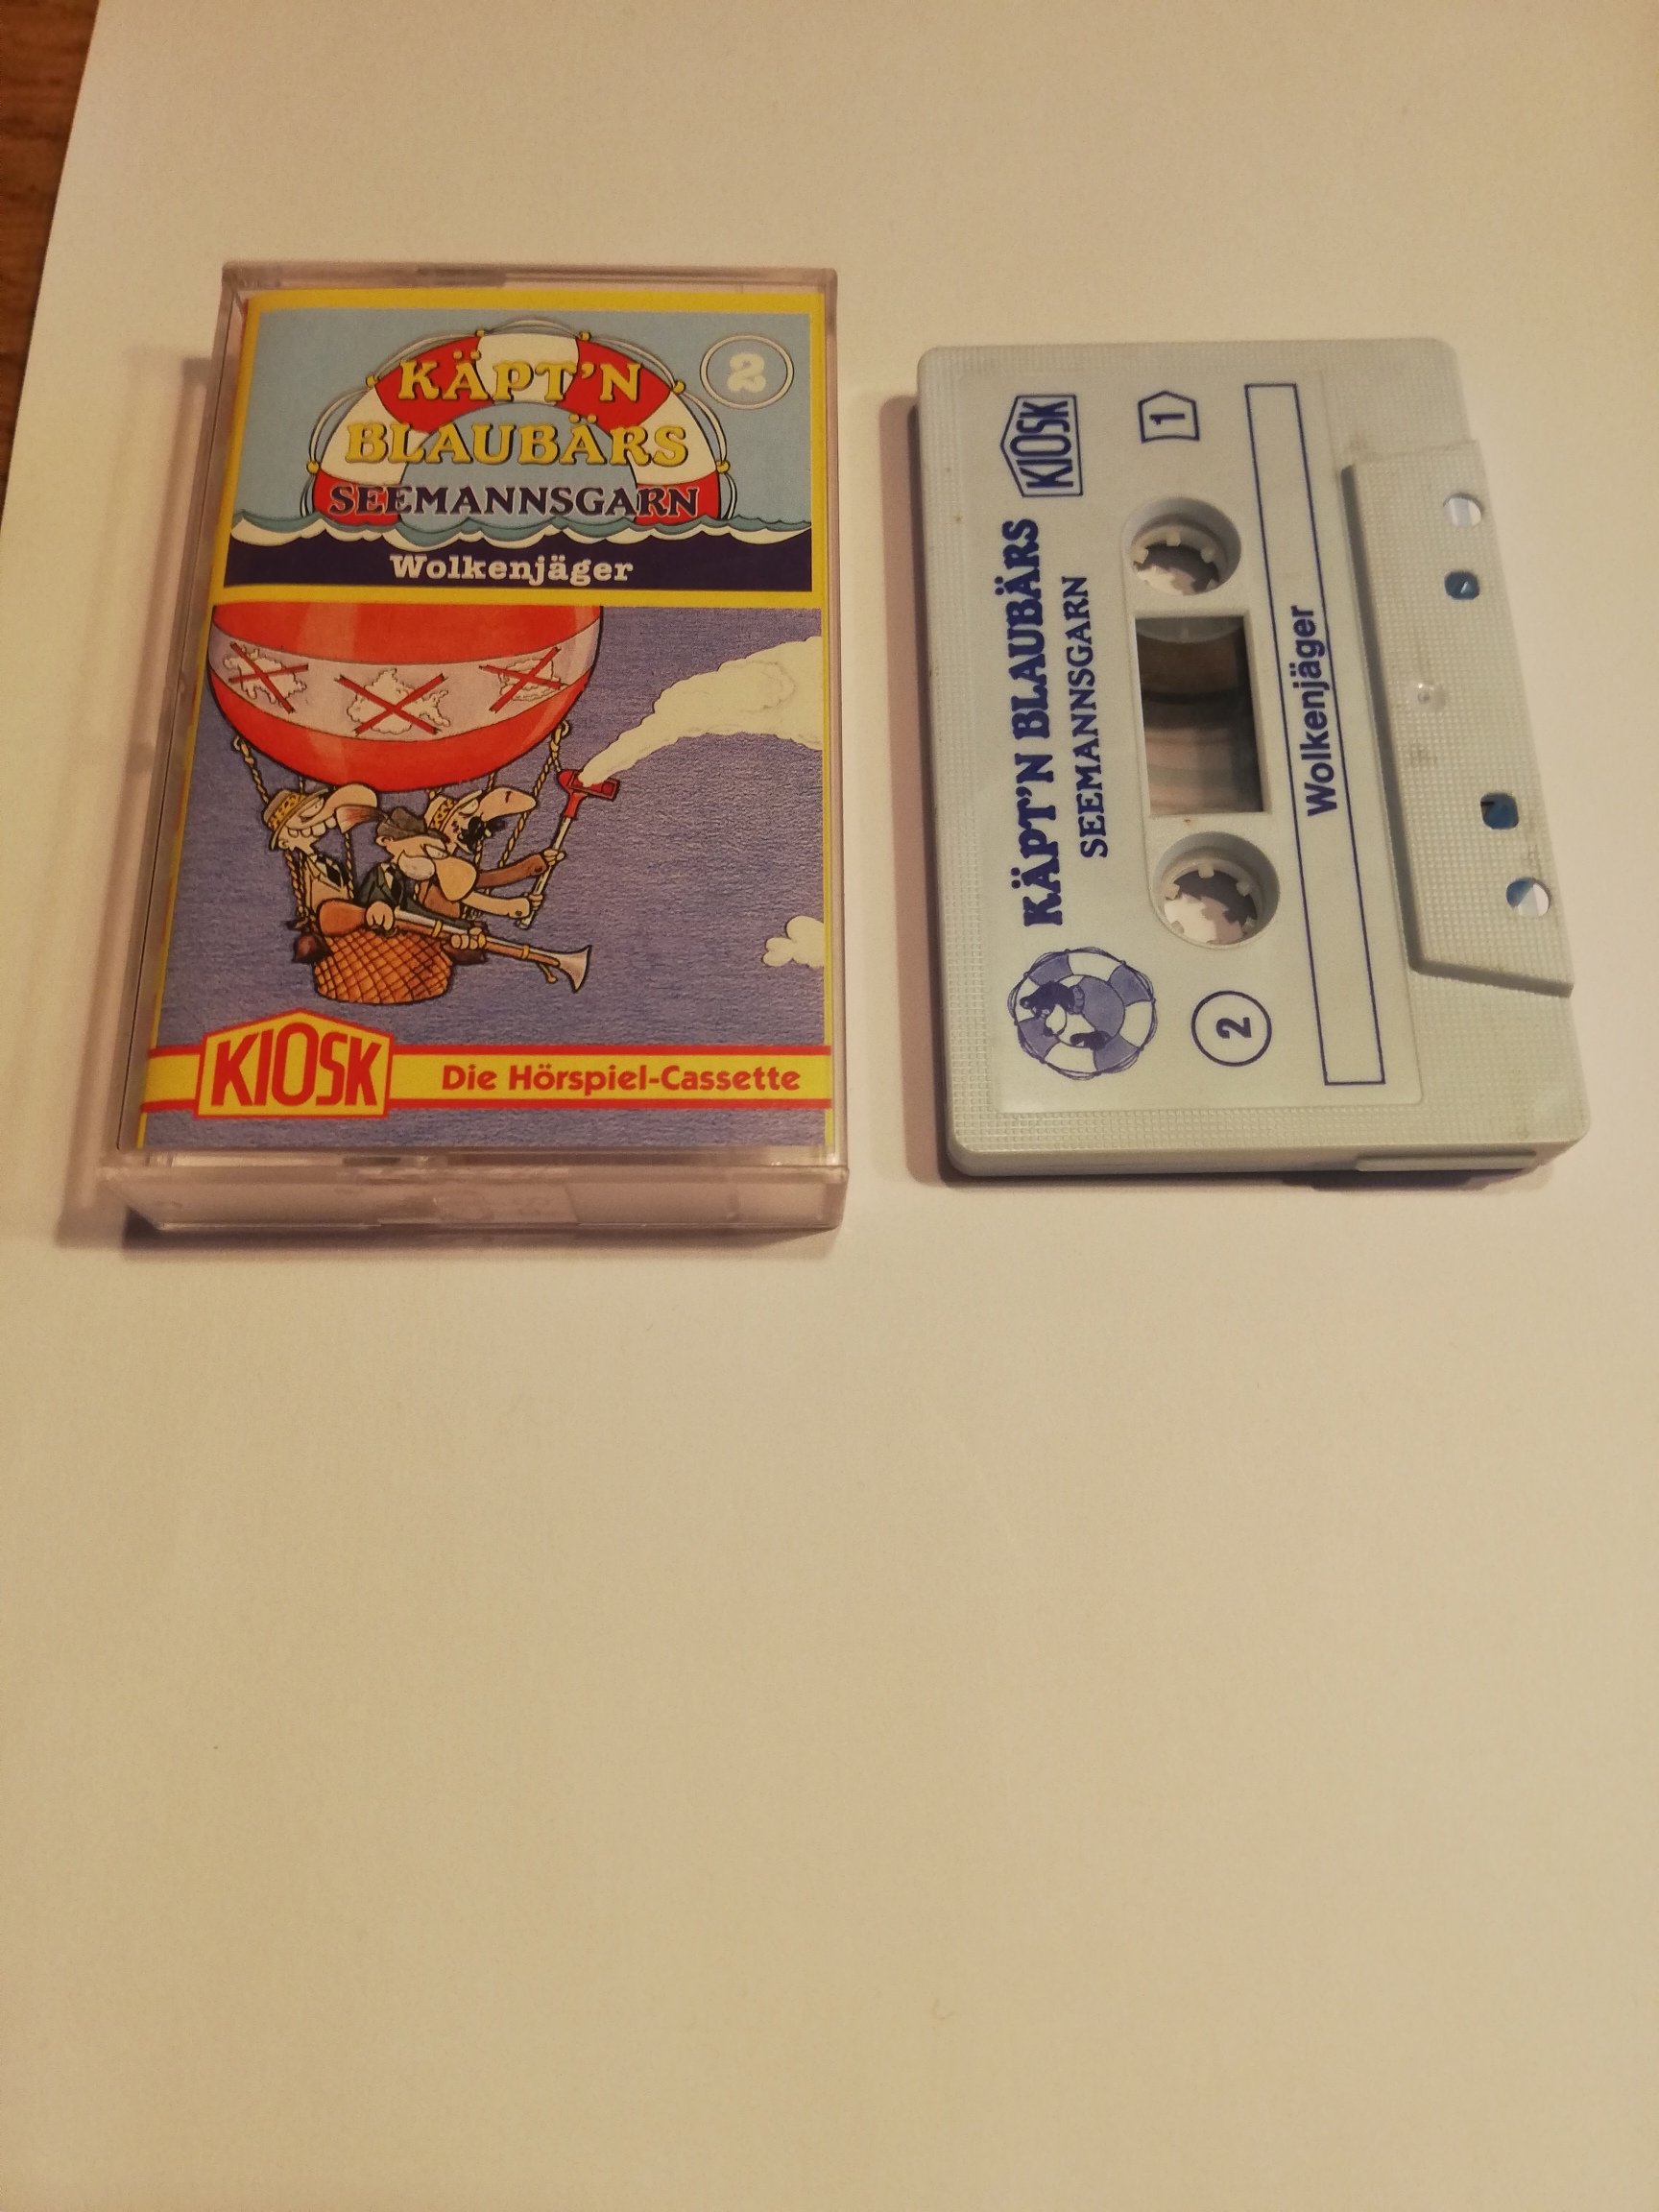 KÄPT'N
BLAUBÄRS
SEEMANNSGARN
2
Wolkenjäger
KIOSK
Die Hörspiel-Cassette
KÄPT'N BLAUBÄRS
SEEMANNSGARN
KIOSK
2
1
Wolkenjäger